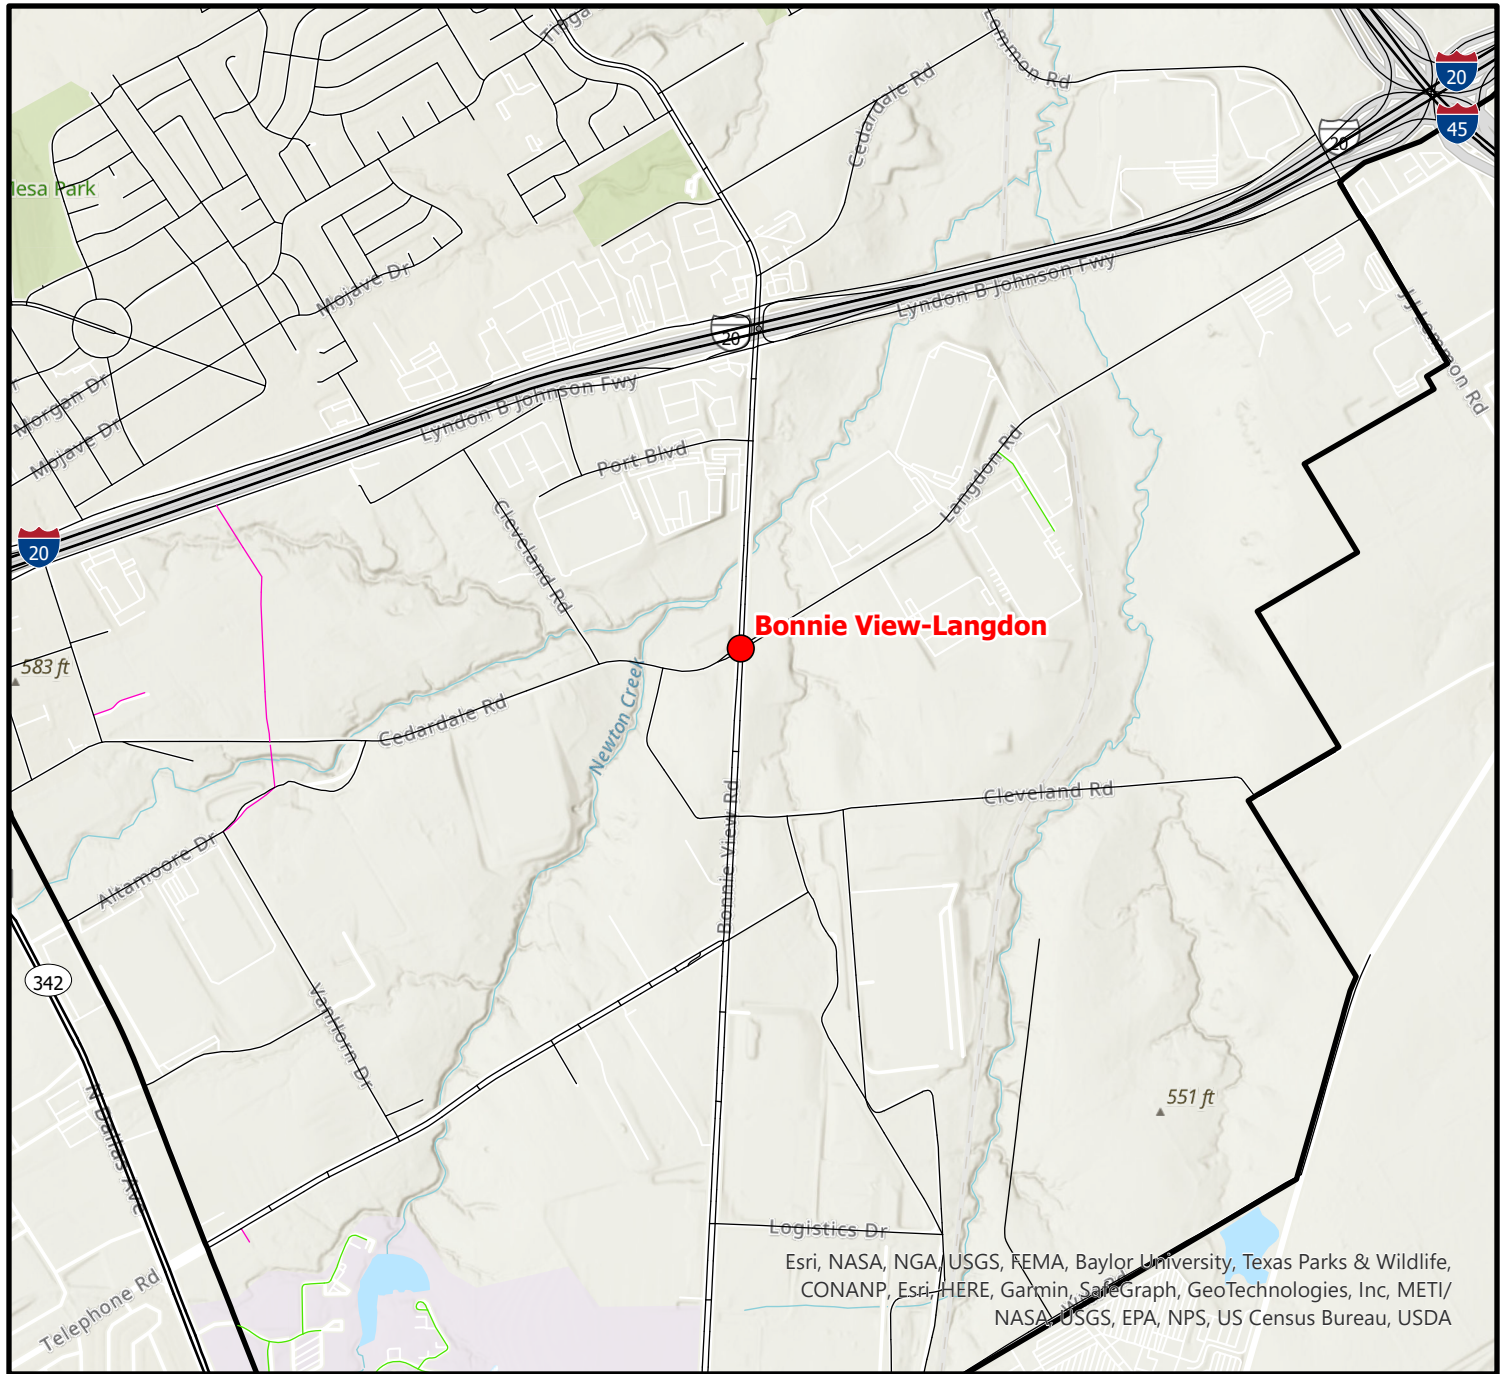 Lemmon Rd
20
45
20
Cedardale Rd
Mesa Park
Mojave Dr
Lyndon B Johnson Fwy
20
J J Lemmon Rd
Morgan Dr
Lyndon B Johnson Fwy
Mojave Dr
Port Blvd
Langdon Rd
Cleveland Rd
20
Bonnie View-Langdon
583 ft
Newton Creek
Cedardale Rd
Cleveland Rd
Bonnie View Rd
Altamoore Dr
342
VanHorn Dr
551 ft
N Dallas Ave
Logistics Dr
Telephone Rd
Esri, NASA, NGA, USGS, FEMA, Baylor University, Texas Parks & Wildlife,
CONANP, Esri, HERE, Garmin, SafeGraph, GeoTechnologies, Inc, METI/
NASA, USGS, EPA, NPS, US Census Bureau, USDA